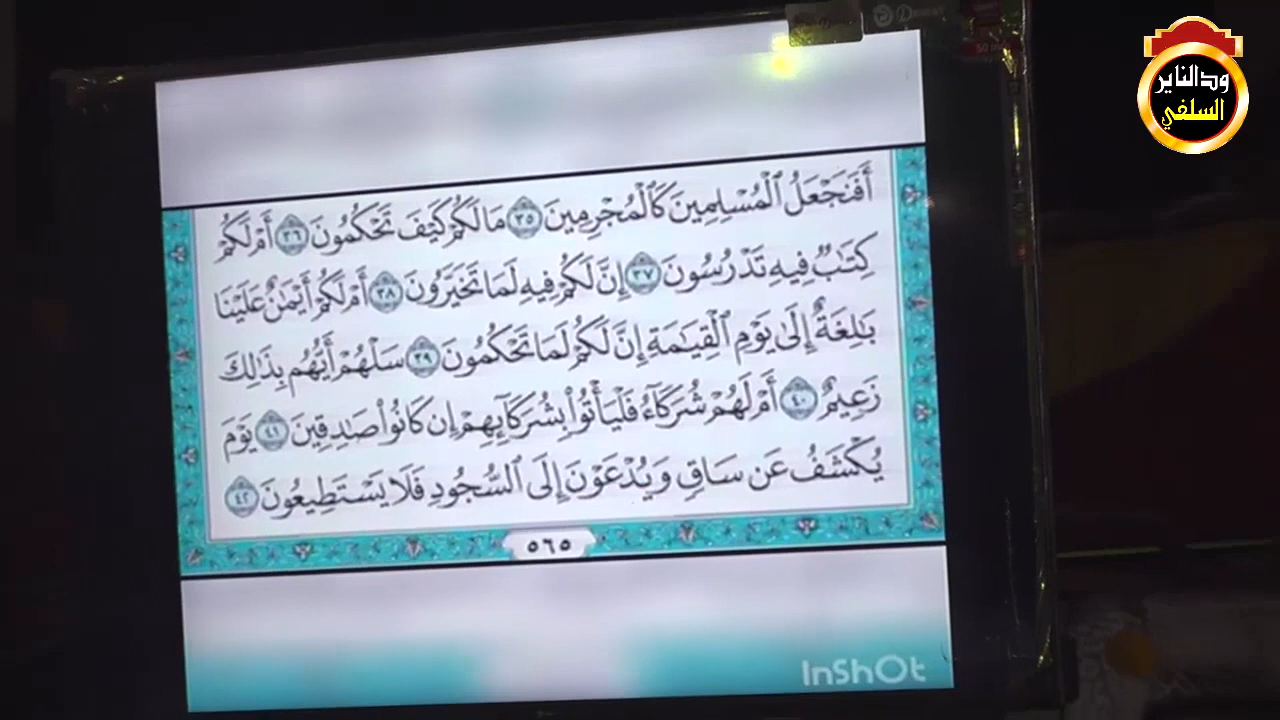 ودالناير
السلفي
أَفَنَجْعَلُ ٱلْمُسْلِمِينَ كَٱلْمُجْرِمِينَ ٣٥ مَا لَكُمْ كَيْفَ تَحْكُمُونَ ٣٦ أَمْ لَكُمْ
كِتَٰبٌ فِيهِ تَدْرُسُونَ ٣٧ إِنَّ لَكُمْ فِيهِ لَمَا تَخَيَّرُونَ ٣٨ أَمْ لَكُمْ أَيْمَٰنٌ عَلَيْنَا
بَٰلِغَةٌ إِلَىٰ يَوْمِ ٱلْقِيَٰمَةِ إِنَّ لَكُمْ لَمَا تَحْكُمُونَ ٣٩ سَلْهُمْ أَيُّهُم بِذَٰلِكَ
زَعِيمٌ ٤٠ أَمْ لَهُمْ شُرَكَآءُ فَلْيَأْتُوا۟ بِشُرَكَآئِهِمْ إِن كَانُوا۟ صَٰدِقِينَ ٤١ يَوْمَ
يُكْشَفُ عَن سَاقٍ وَيُدْعَوْنَ إِلَى ٱلسُّجُودِ فَلَا يَسْتَطِيعُونَ ٤٢
٥٦٥
InShOt